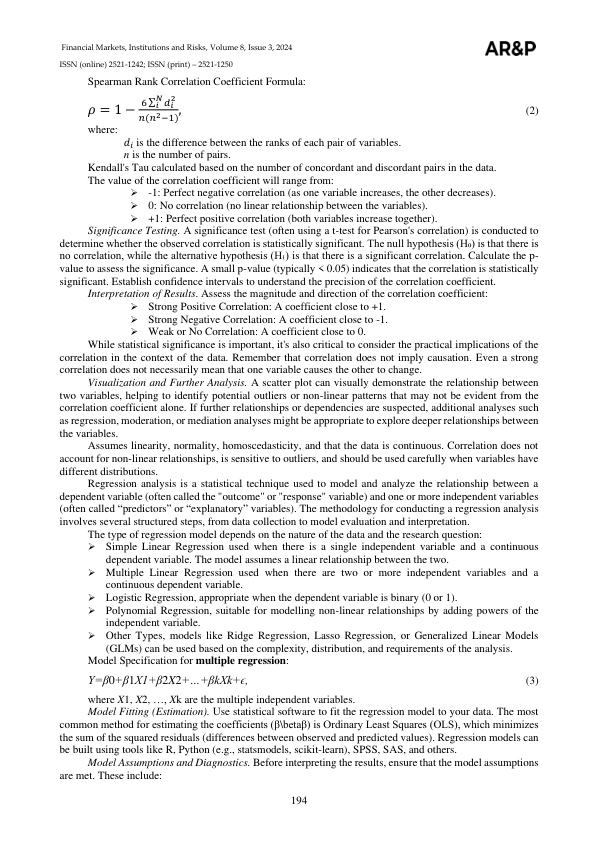 Financial Markets, Institutions and Risks, Volume 8, Issue 3, 2024
AR&P
ISSN (online) 2521-1242; ISSN (print) – 2521-1250
Spearman Rank Correlation Coefficient Formula:
ρ = 1 − 6∑ᵢᴺ dᵢ² / n(n²−1), (2)
where:
dᵢ is the difference between the ranks of each pair of variables.
n is the number of pairs.
Kendall's Tau calculated based on the number of concordant and discordant pairs in the data.
The value of the correlation coefficient will range from:
➢ -1: Perfect negative correlation (as one variable increases, the other decreases).
➢ 0: No correlation (no linear relationship between the variables).
➢ +1: Perfect positive correlation (both variables increase together).
Significance Testing. A significance test (often using a t-test for Pearson's correlation) is conducted to
determine whether the observed correlation is statistically significant. The null hypothesis (H₀) is that there is
no correlation, while the alternative hypothesis (H₁) is that there is a significant correlation. Calculate the p-
value to assess the significance. A small p-value (typically < 0.05) indicates that the correlation is statistically
significant. Establish confidence intervals to understand the precision of the correlation coefficient.
Interpretation of Results. Assess the magnitude and direction of the correlation coefficient:
➢ Strong Positive Correlation: A coefficient close to +1.
➢ Strong Negative Correlation: A coefficient close to -1.
➢ Weak or No Correlation: A coefficient close to 0.
While statistical significance is important, it's also critical to consider the practical implications of the
correlation in the context of the data. Remember that correlation does not imply causation. Even a strong
correlation does not necessarily mean that one variable causes the other to change.
Visualization and Further Analysis. A scatter plot can visually demonstrate the relationship between
two variables, helping to identify potential outliers or non-linear patterns that may not be evident from the
correlation coefficient alone. If further relationships or dependencies are suspected, additional analyses such
as regression, moderation, or mediation analyses might be appropriate to explore deeper relationships between
the variables.
Assumes linearity, normality, homoscedasticity, and that the data is continuous. Correlation does not
account for non-linear relationships, is sensitive to outliers, and should be used carefully when variables have
different distributions.
Regression analysis is a statistical technique used to model and analyze the relationship between a
dependent variable (often called the "outcome" or "response" variable) and one or more independent variables
(often called “predictors” or “explanatory” variables). The methodology for conducting a regression analysis
involves several structured steps, from data collection to model evaluation and interpretation.
The type of regression model depends on the nature of the data and the research question:
➢ Simple Linear Regression used when there is a single independent variable and a continuous
dependent variable. The model assumes a linear relationship between the two.
➢ Multiple Linear Regression used when there are two or more independent variables and a
continuous dependent variable.
➢ Logistic Regression, appropriate when the dependent variable is binary (0 or 1).
➢ Polynomial Regression, suitable for modelling non-linear relationships by adding powers of the
independent variable.
➢ Other Types, models like Ridge Regression, Lasso Regression, or Generalized Linear Models
(GLMs) can be used based on the complexity, distribution, and requirements of the analysis.
Model Specification for multiple regression:
Y=β0+β1X1+β2X2+…+βkXk+ϵ, (3)
where X1, X2, …, Xk are the multiple independent variables.
Model Fitting (Estimation). Use statistical software to fit the regression model to your data. The most
common method for estimating the coefficients (β\betaβ) is Ordinary Least Squares (OLS), which minimizes
the sum of the squared residuals (differences between observed and predicted values). Regression models can
be built using tools like R, Python (e.g., statsmodels, scikit-learn), SPSS, SAS, and others.
Model Assumptions and Diagnostics. Before interpreting the results, ensure that the model assumptions
are met. These include:
194